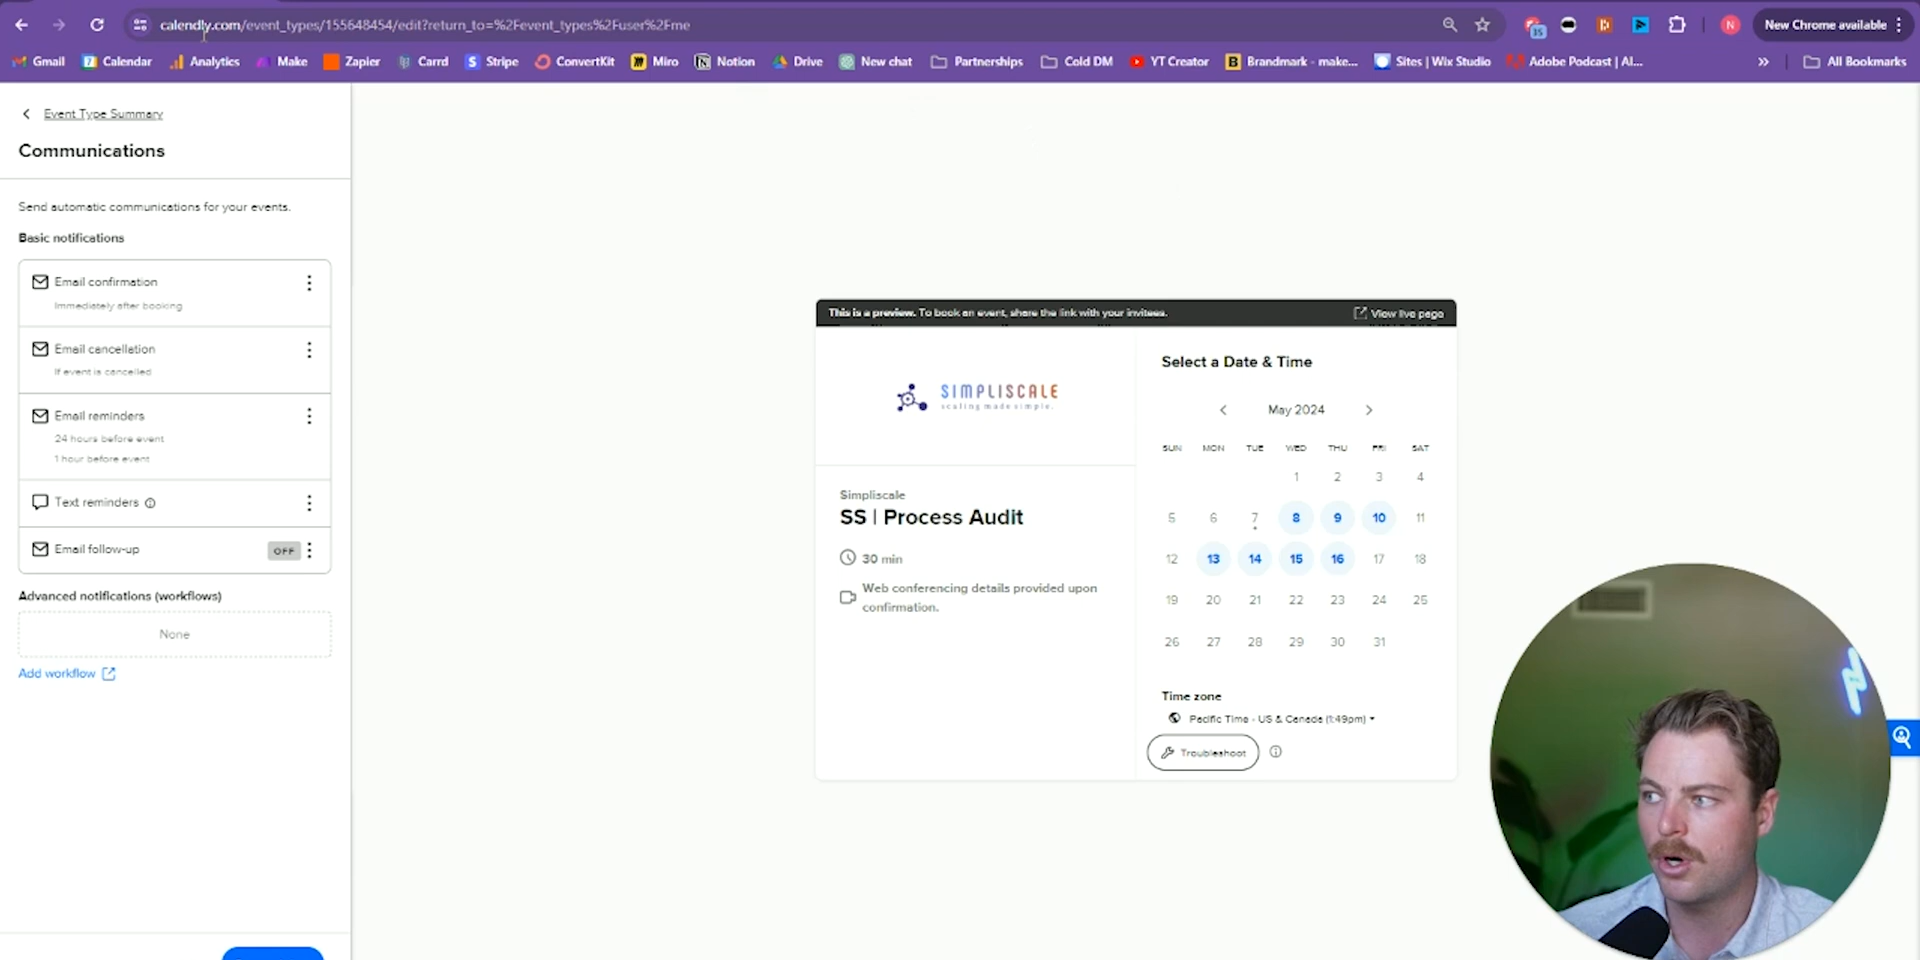 calendly.com/event_types/155648454/edit?return_to=%2Fevent_types%2Fuser%2Fme
35
N
New Chrome available
Gmail
7 Calendar
Analytics
Make
Zapier
Carrd
S Stripe
ConvertKit
Miro
Notion
Drive
New chat
Partnerships
Cold DM
YT Creator
B Brandmark - make...
Sites | Wix Studio
Adobe Podcast | AI...
»
All Bookmarks
Event Type Summary
Communications
Send automatic communications for your events.
Basic notifications
Email confirmation
Immediately after booking
Email cancellation
If event is cancelled
Email reminders
24 hours before event
1 hour before event
Text reminders
Email follow-up
OFF
Advanced notifications (workflows)
None
Add workflow
This is a preview. To book an event, share the link with your invitees.
View live page
SIMPLISCALE
scaling made simple.
Simpliscale
SS | Process Audit
30 min
Web conferencing details provided upon
confirmation.
Select a Date & Time
May 2024
SUN MON TUE WED THU FRI SAT
1 2 3 4
5 6 7 8 9 10 11
12 13 14 15 16 17 18
19 20 21 22 23 24 25
26 27 28 29 30 31
Time zone
Pacific Time - US & Canada (1:49pm)
Troubleshoot